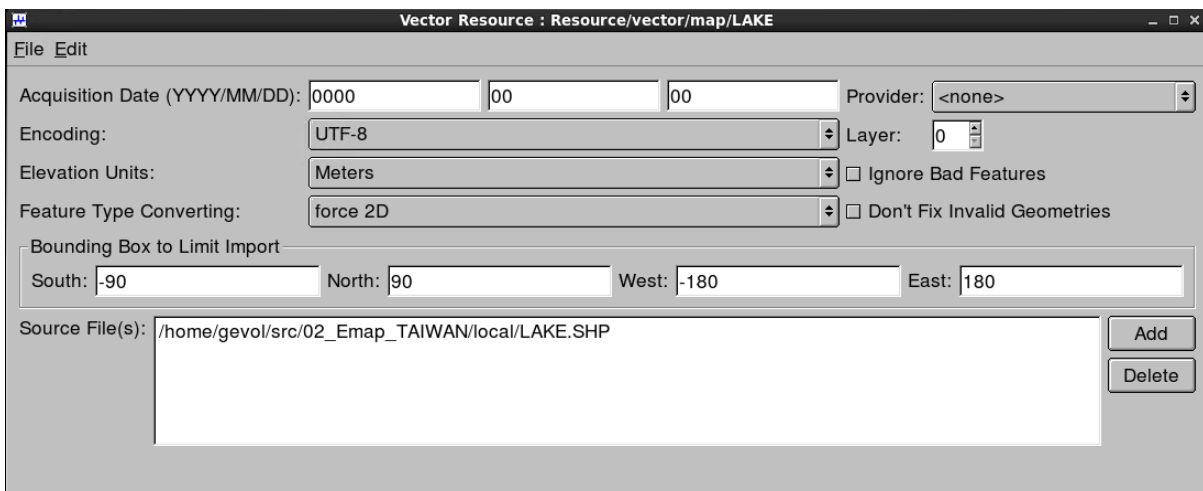 Vector Resource : Resource/vector/map/LAKE
File Edit
Acquisition Date (YYYY/MM/DD): 0000 00 00 Provider: <none>
Encoding: UTF-8 Layer: 0
Elevation Units: Meters Ignore Bad Features
Feature Type Converting: force 2D Don't Fix Invalid Geometries
Bounding Box to Limit Import
South: -90 North: 90 West: -180 East: 180
Source File(s): /home/gevol/src/02_Emap_TAIWAN/local/LAKE.SHP Add
Delete